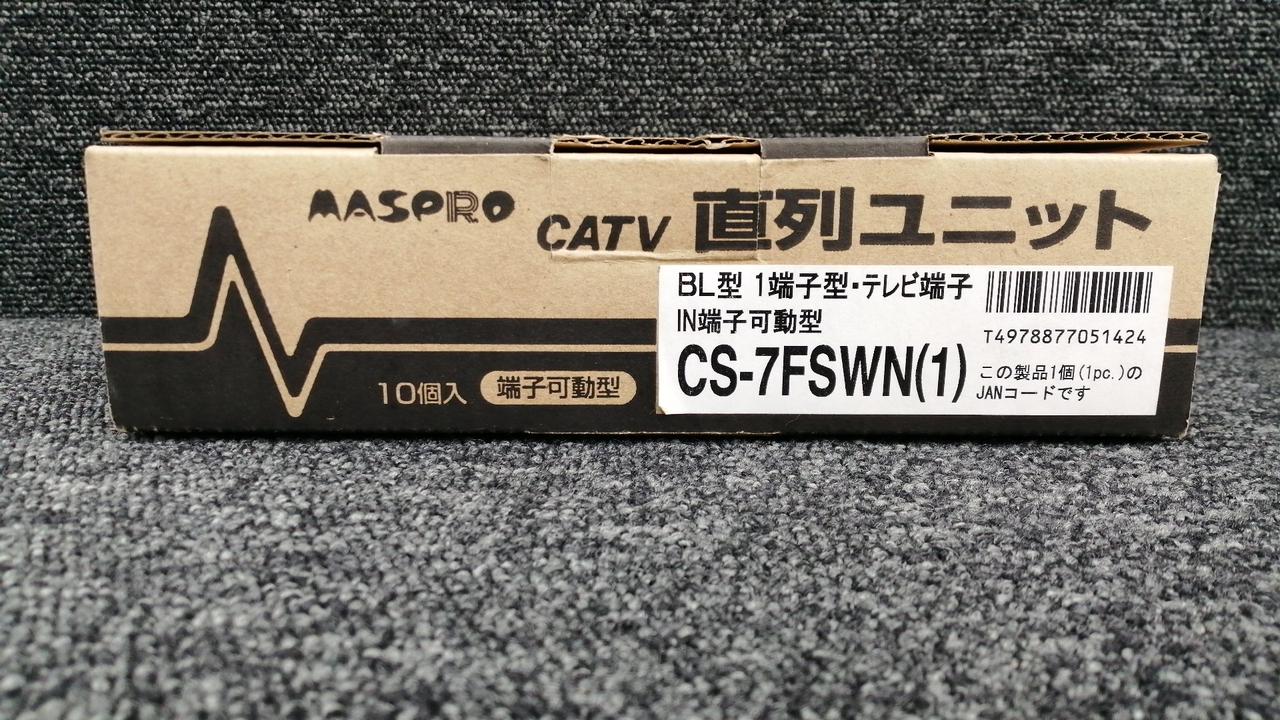 MASPRO
CATV 直列ユニット
BL型 1端子型・テレビ端子
IN端子可動型
CS-7FSWN(1)
T4978877051424
この製品1個(1pc.)の
JANコードです
10個入 端子可動型